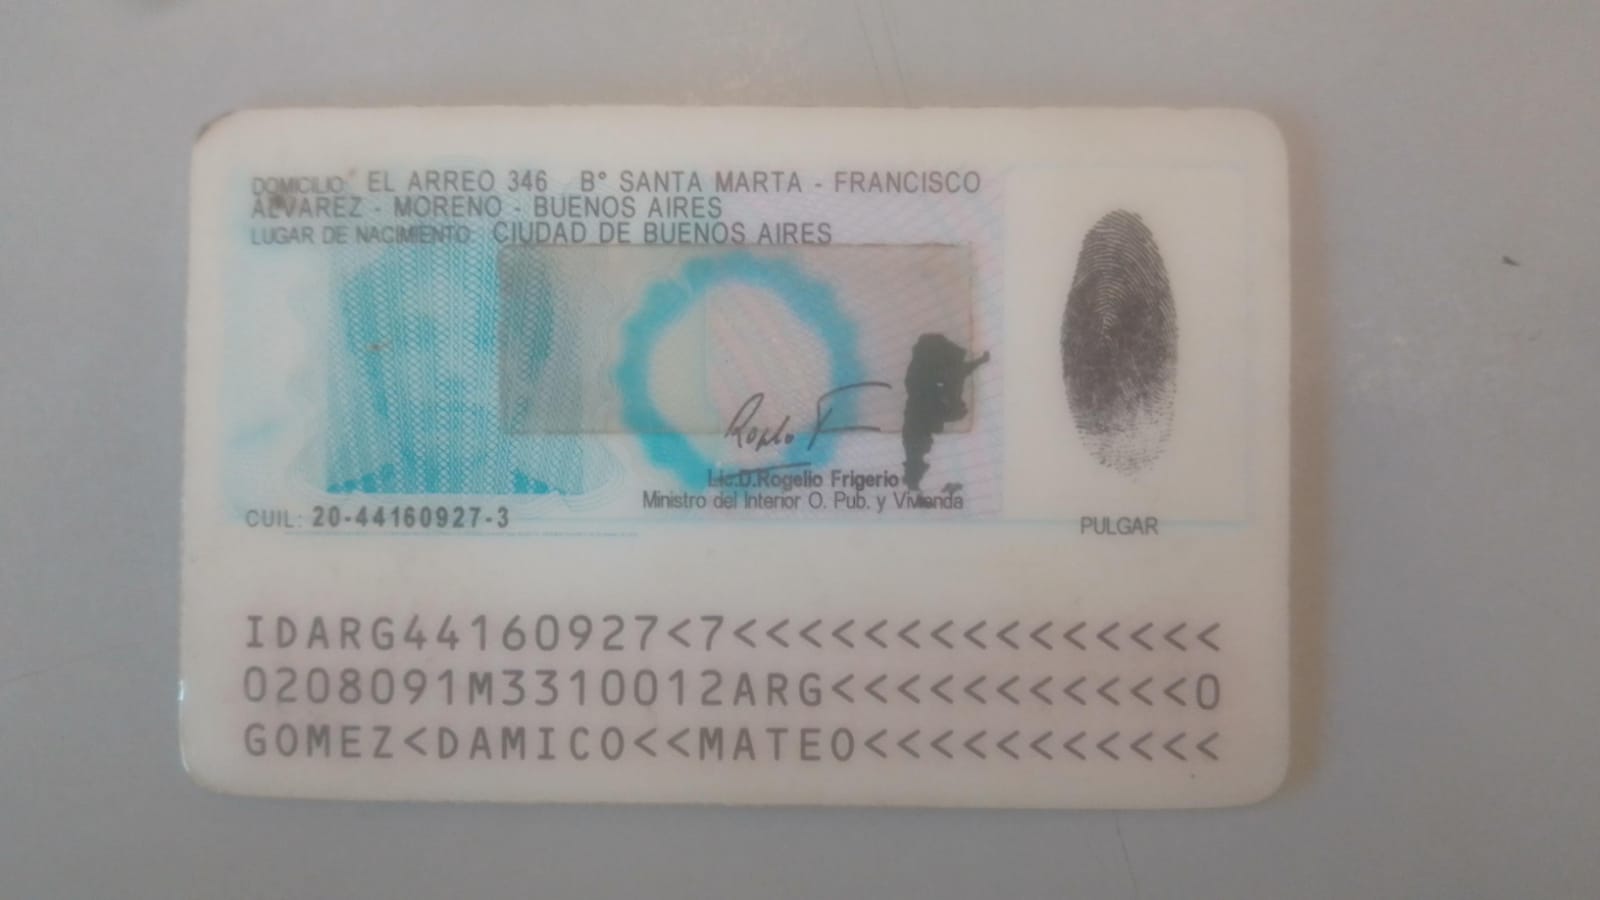 DOMICILIO: EL ARREO 346 B° SANTA MARTA - FRANCISCO
ALVAREZ - MORENO - BUENOS AIRES
LUGAR DE NACIMIENTO: CIUDAD DE BUENOS AIRES
Lic.D.Rogelio Frigerio
Ministro del Interior O. Pub. y Vivienda
CUIL: 20-44160927-3
PULGAR
IDARG44160927<7<<<<<<<<<<<<<<<
0208091M3310012ARG<<<<<<<<<<<0
GOMEZ<DAMICO<<MATEO<<<<<<<<<<<